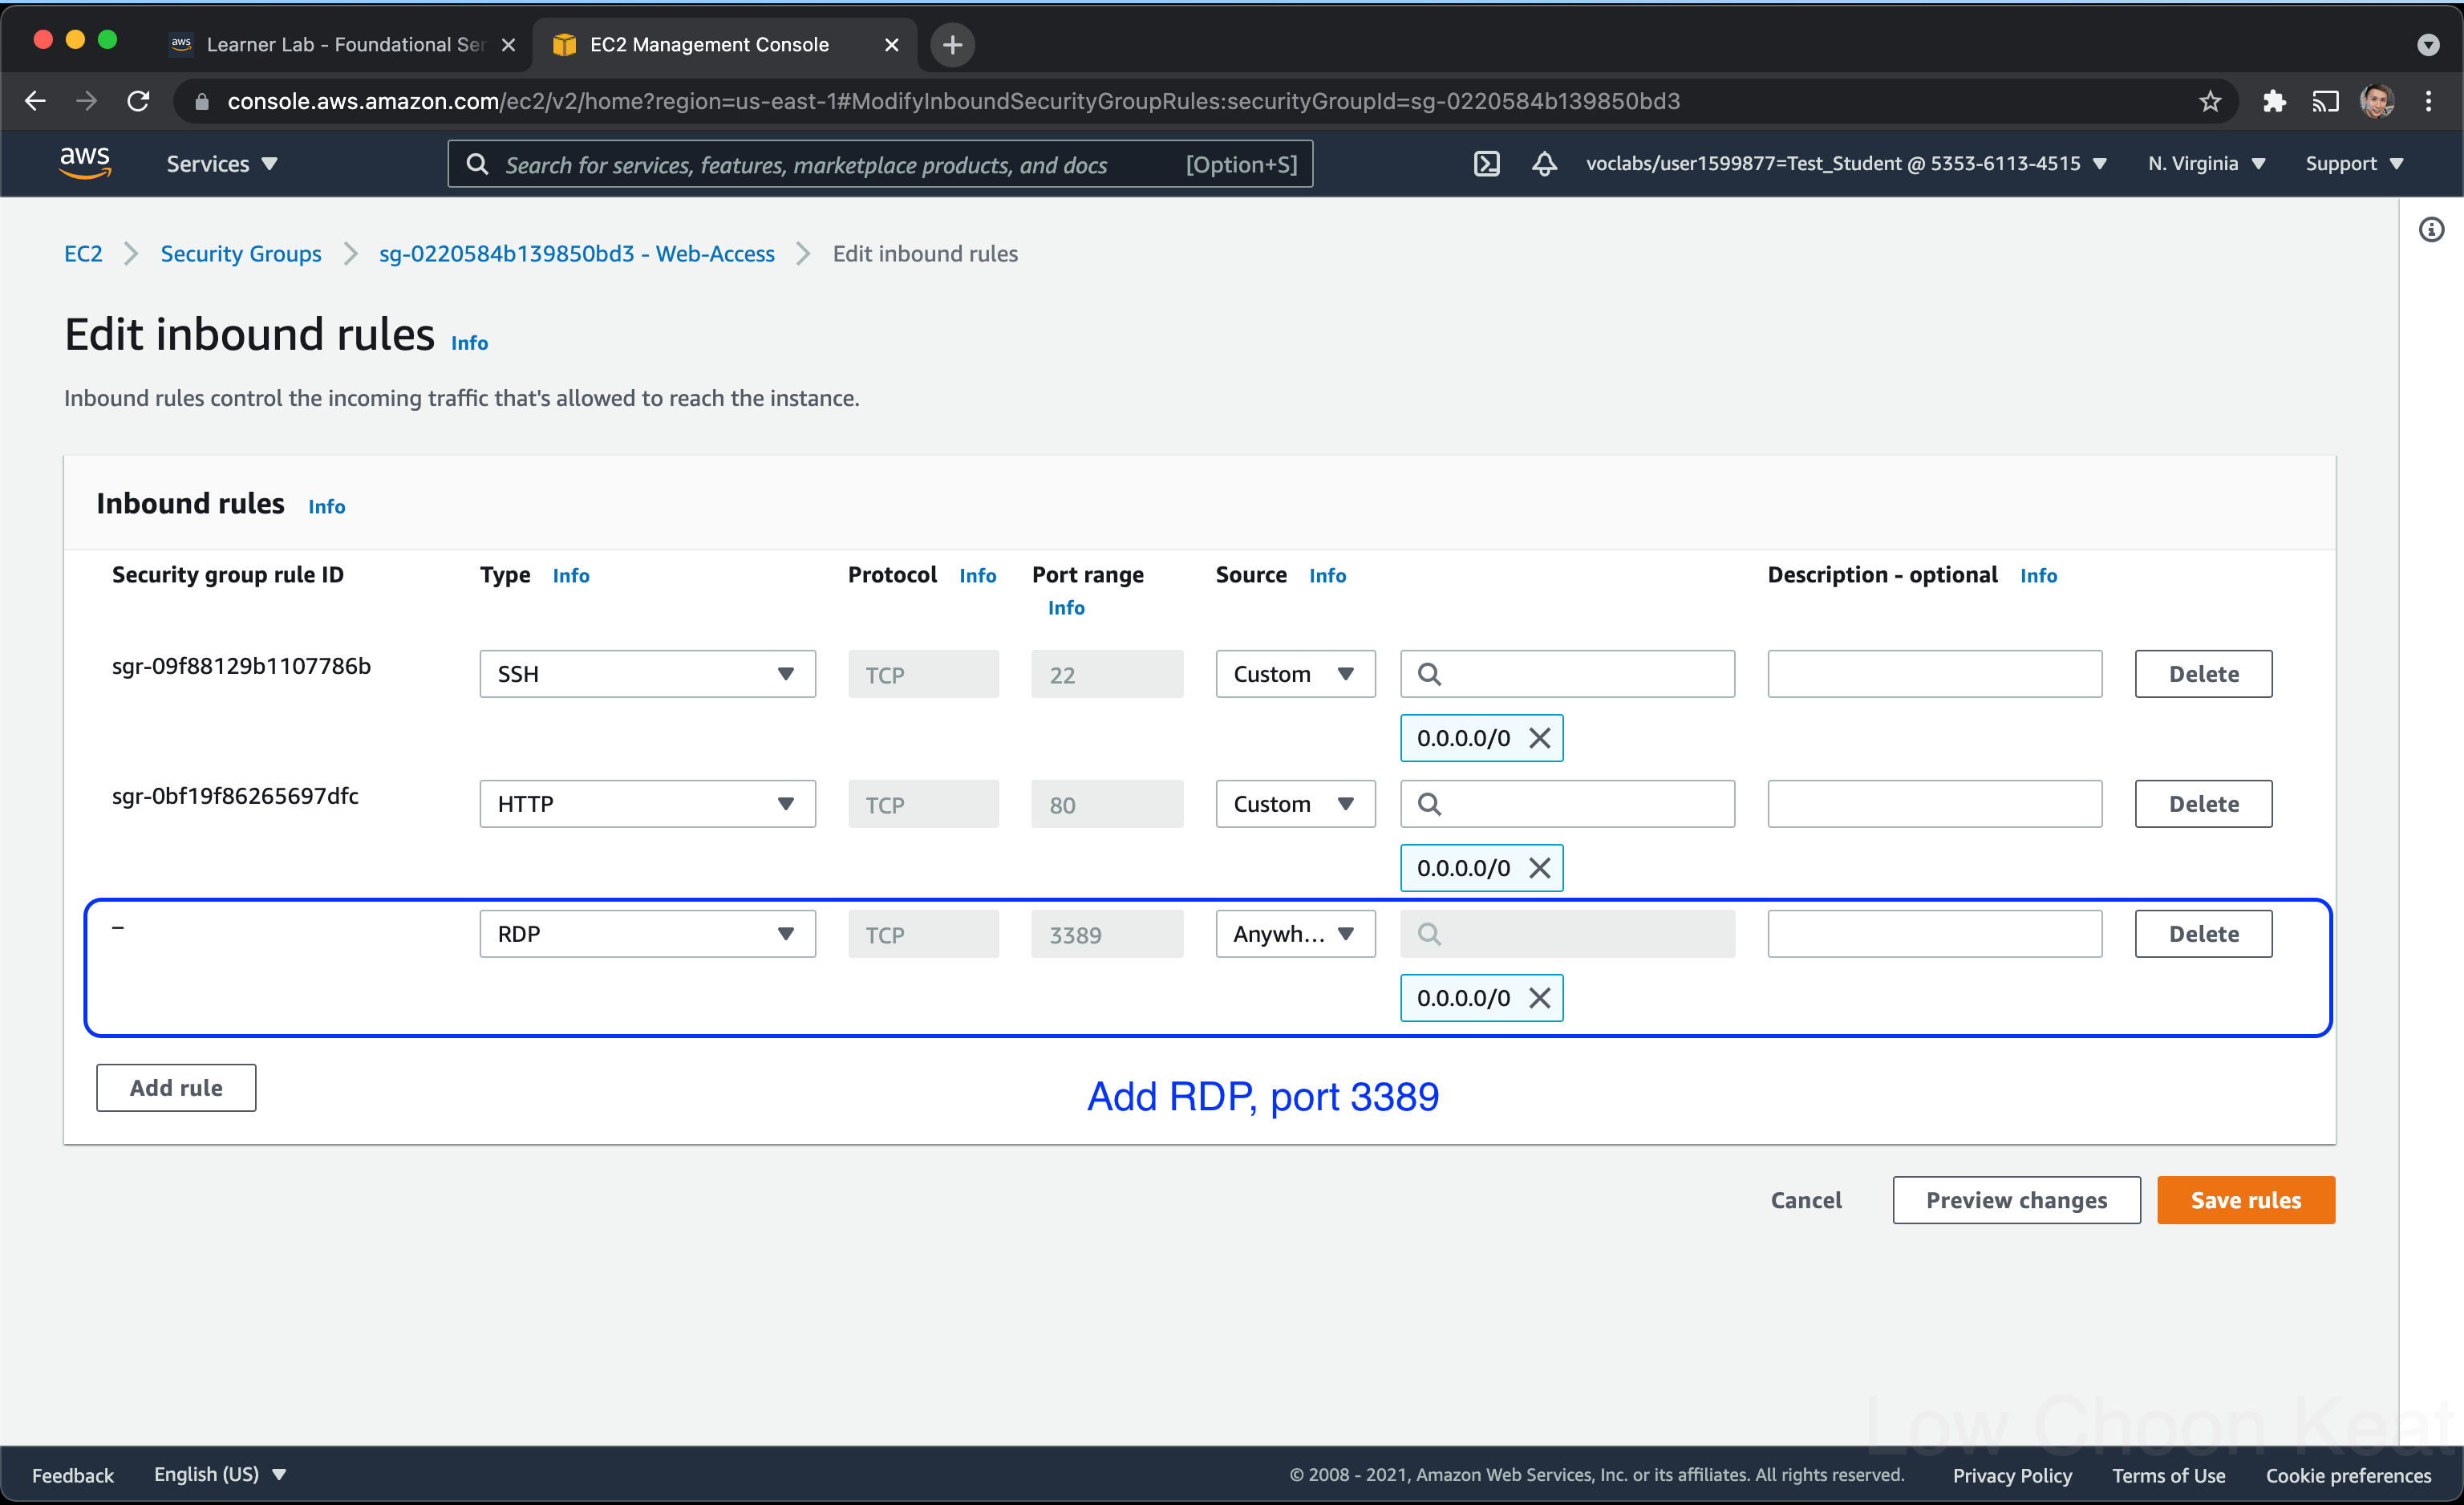 aws Learner Lab - Foundational Ser
EC2 Management Console
console.aws.amazon.com/ec2/v2/home?region=us-east-1#ModifyInboundSecurityGroupRules:securityGroupId=sg-0220584b139850bd3
aws Services Search for services, features, marketplace products, and docs [Option+S] voclabs/user1599877=Test_Student @ 5353-6113-4515 N. Virginia Support
EC2 Security Groups sg-0220584b139850bd3 - Web-Access Edit inbound rules
Edit inbound rules Info
Inbound rules control the incoming traffic that's allowed to reach the instance.
Inbound rules Info
Security group rule ID Type Info Protocol Info Port range Info Source Info Description - optional Info
sgr-09f88129b1107786b SSH TCP 22 Custom Delete
0.0.0.0/0
sgr-0bf19f86265697dfc HTTP TCP 80 Custom Delete
0.0.0.0/0
– RDP TCP 3389 Anywh... Delete
0.0.0.0/0
Add rule
Add RDP, port 3389
Cancel Preview changes Save rules
Low Choon Keat
Feedback English (US) © 2008 - 2021, Amazon Web Services, Inc. or its affiliates. All rights reserved. Privacy Policy Terms of Use Cookie preferences